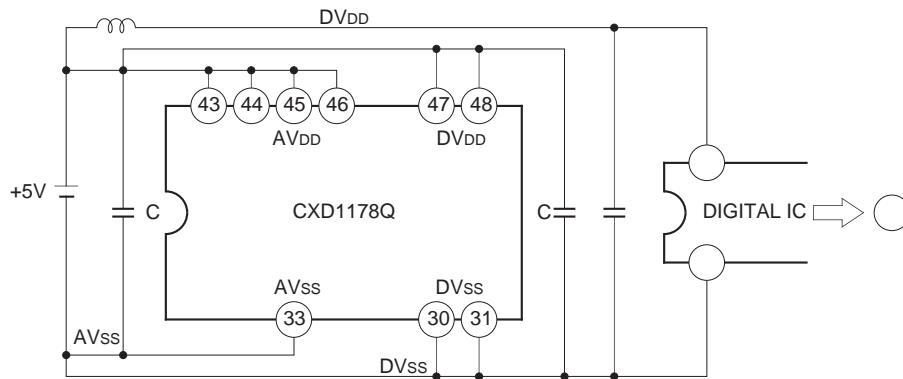 DVDD
43 44 45 46 47 48
AVDD DVDD
+5V C CXD1178Q C DIGITAL IC
AVSS DVSS
33 30 31
AVSS
DVSS